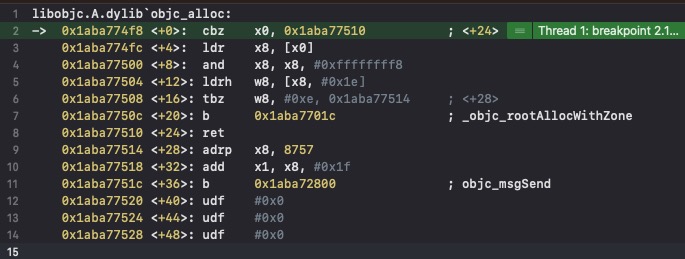 1 libobjc.A.dylib`objc_alloc:
2 -> 0x1aba774f8 <+0>: cbz x0, 0x1aba77510 ; <+24> = Thread 1: breakpoint 2.1...
3 0x1aba774fc <+4>: ldr x8, [x0]
4 0x1aba77500 <+8>: and x8, x8, #0xffffffff8
5 0x1aba77504 <+12>: ldrh w8, [x8, #0x1e]
6 0x1aba77508 <+16>: tbz w8, #0xe, 0x1aba77514 ; <+28>
7 0x1aba7750c <+20>: b 0x1aba7701c ; _objc_rootAllocWithZone
8 0x1aba77510 <+24>: ret
9 0x1aba77514 <+28>: adrp x8, 8757
10 0x1aba77518 <+32>: add x1, x8, #0x1f
11 0x1aba7751c <+36>: b 0x1aba72800 ; objc_msgSend
12 0x1aba77520 <+40>: udf #0x0
13 0x1aba77524 <+44>: udf #0x0
14 0x1aba77528 <+48>: udf #0x0
15